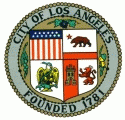 CITY OF LOS ANGELES
FOUNDED 1781